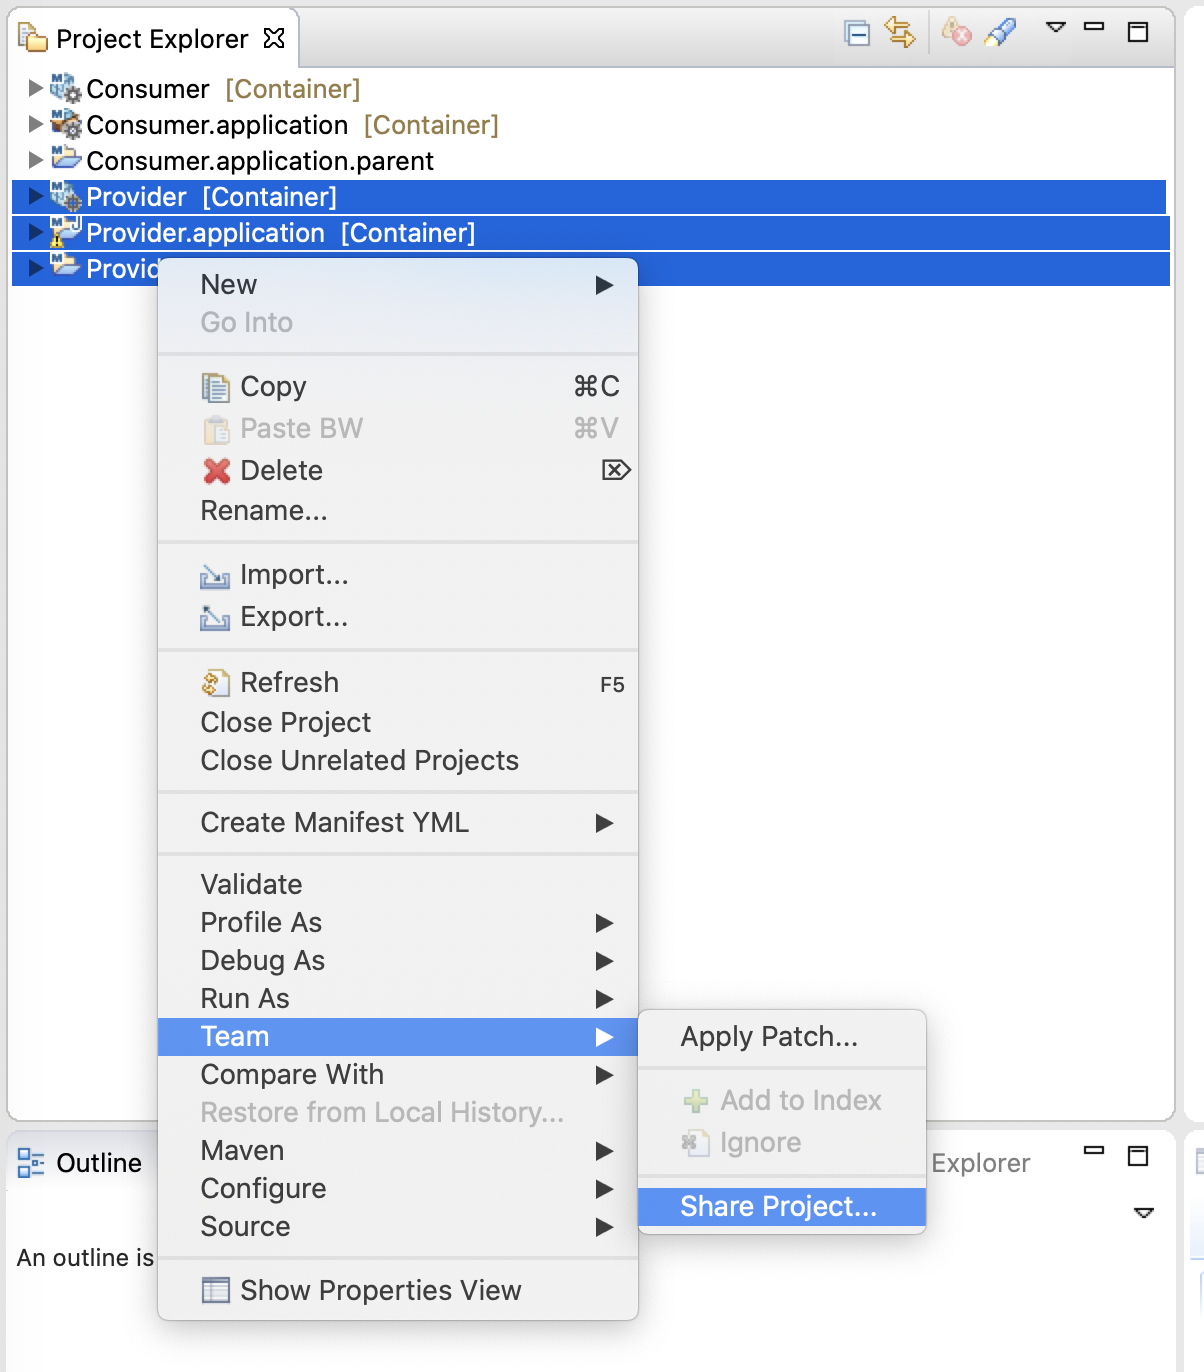 Project Explorer
Consumer [Container]
Consumer.application [Container]
Consumer.application.parent
Provider [Container]
Provider.application [Container]
Provid
New
Go Into
Copy ⌘C
Paste BW ⌘V
Delete ⌦
Rename...
Import...
Export...
Refresh F5
Close Project
Close Unrelated Projects
Create Manifest YML
Validate
Profile As
Debug As
Run As
Team
Apply Patch...
Compare With
Add to Index
Restore from Local History...
Ignore
Maven
Outline
Explorer
Configure
Share Project...
Source
An outline is
Show Properties View